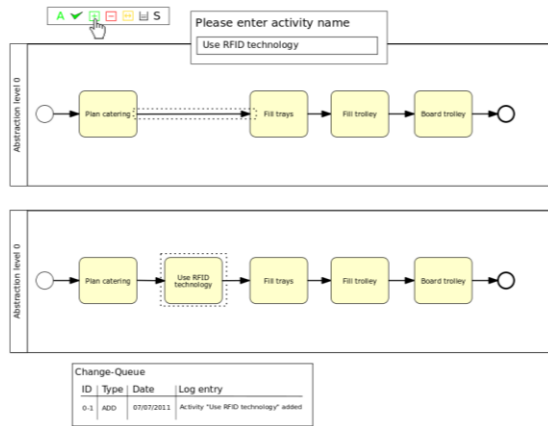 A S
Please enter activity name
Use RFID technology
Abstraction level 0
Plan catering Fill trays Fill trolley Board trolley
Abstraction level 0
Plan catering Use RFID technology Fill trays Fill trolley Board trolley
Change-Queue
ID Type Date Log entry
0-1 ADD 07/07/2011 Activity "Use RFID technology" added